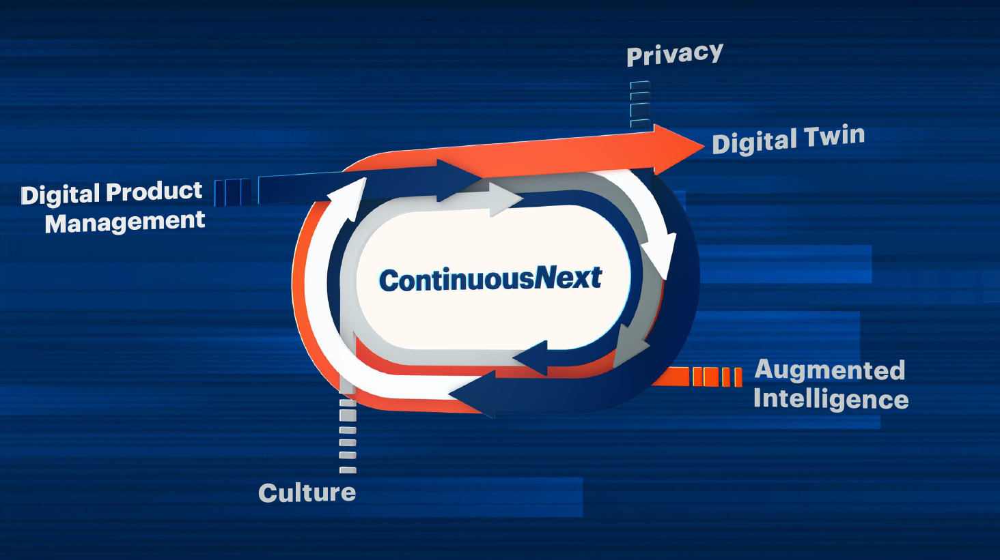 Privacy
Digital Twin
Digital Product
Management
ContinuousNext
Augmented
Intelligence
Culture